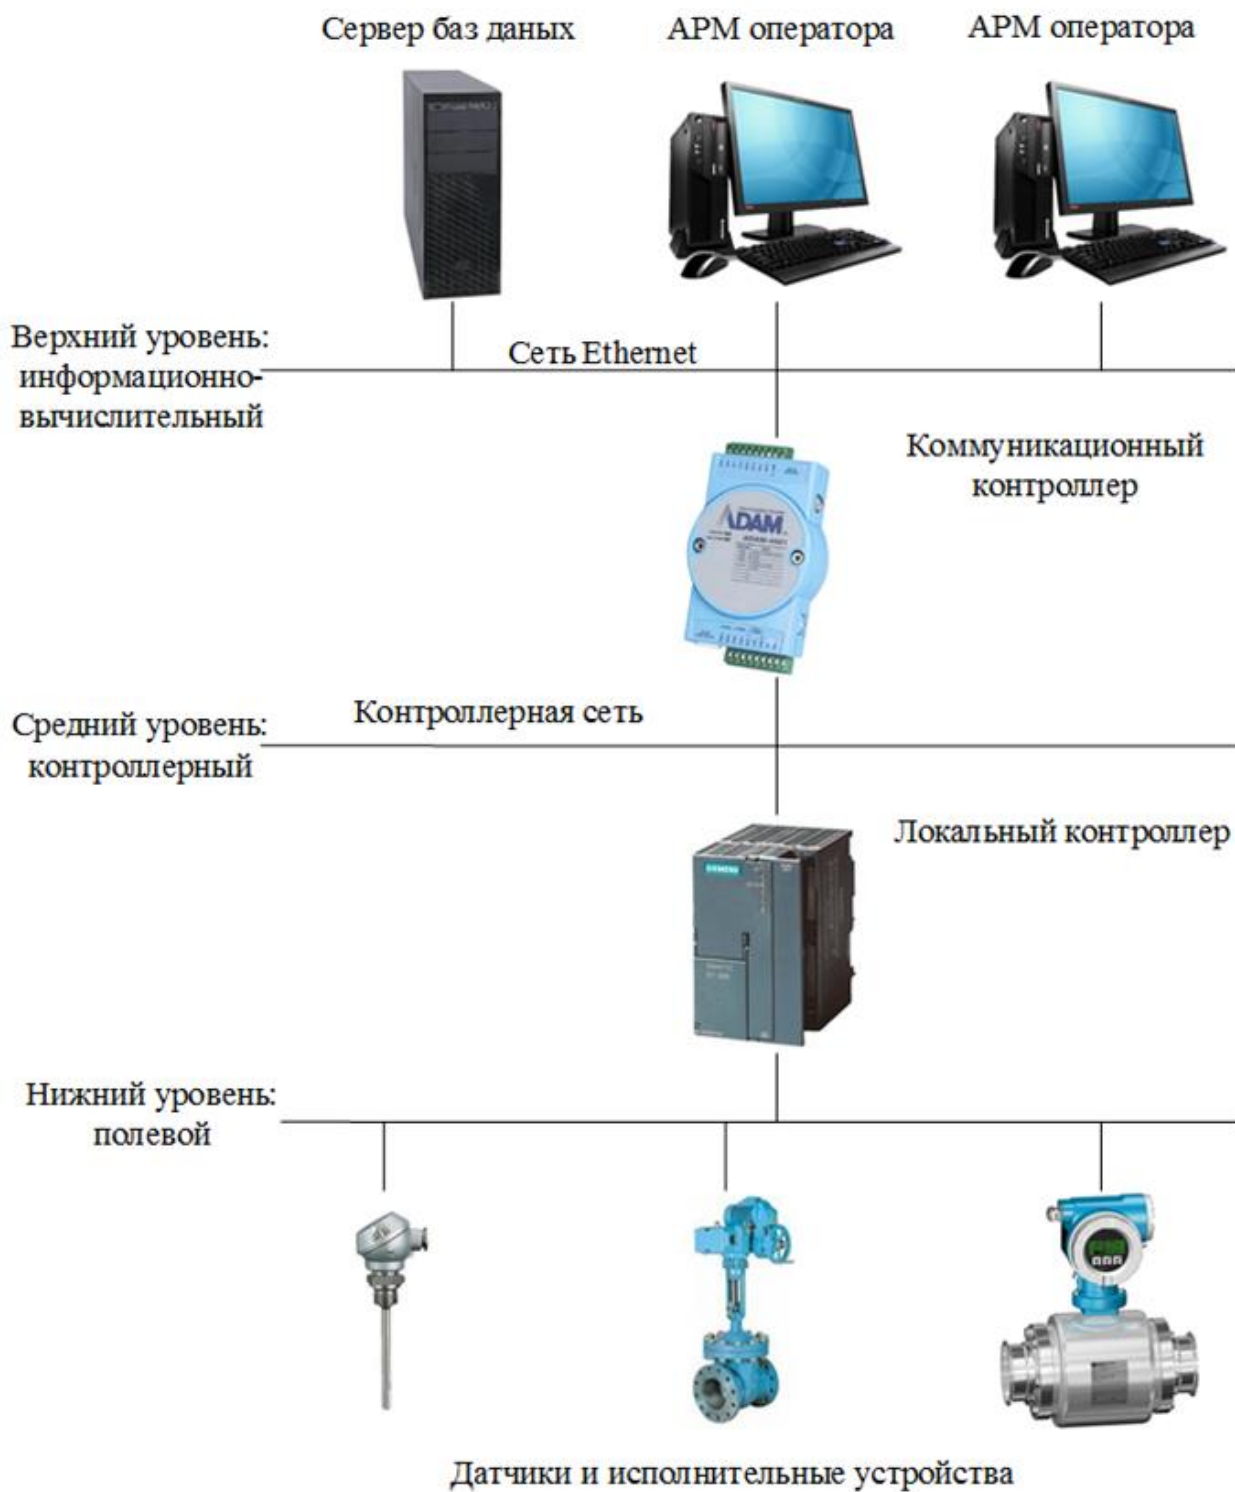 Сервер баз данных
АРМ оператора
АРМ оператора
Верхний уровень:
информационно-
вычислительный
Сеть Ethernet
Коммуникационный
контроллер
ADAM
Контроллерная сеть
Средний уровень:
контроллерный
Локальный контроллер
SIEMENS
Нижний уровень:
полевой
Датчики и исполнительные устройства